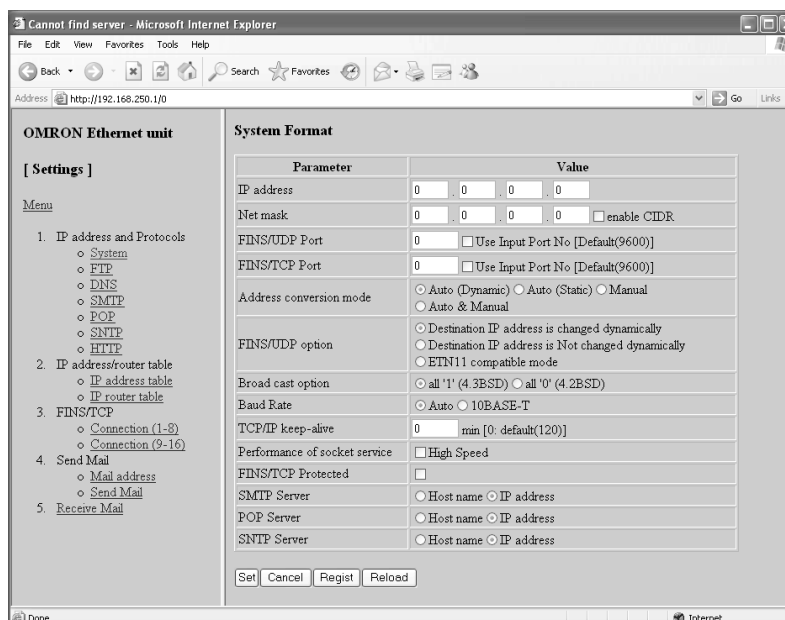 Cannot find server - Microsoft Internet Explorer
File Edit View Favorites Tools Help
Back Search Favorites
Address http://192.168.250.1/0 Go Links
OMRON Ethernet unit
[ Settings ]
Menu
1. IP address and Protocols
o System
o FTP
o DNS
o SMTP
o POP
o SNTP
o HTTP
2. IP address/router table
o IP address table
o IP router table
3. FINS/TCP
o Connection (1-8)
o Connection (9-16)
4. Send Mail
o Mail address
o Send Mail
5. Receive Mail
System Format
Parameter Value
IP address 0 . 0 . 0 . 0
Net mask 0 . 0 . 0 . 0 enable CIDR
FINS/UDP Port 0 Use Input Port No [Default(9600)]
FINS/TCP Port 0 Use Input Port No [Default(9600)]
Address conversion mode Auto (Dynamic) Auto (Static) Manual
Auto & Manual
FINS/UDP option Destination IP address is changed dynamically
Destination IP address is Not changed dynamically
ETN11 compatible mode
Broad cast option all '1' (4.3BSD) all '0' (4.2BSD)
Baud Rate Auto 10BASE-T
TCP/IP keep-alive 0 min [0: default(120)]
Performance of socket service High Speed
FINS/TCP Protected
SMTP Server Host name IP address
POP Server Host name IP address
SNTP Server Host name IP address
Set Cancel Regist Reload
Done Internet